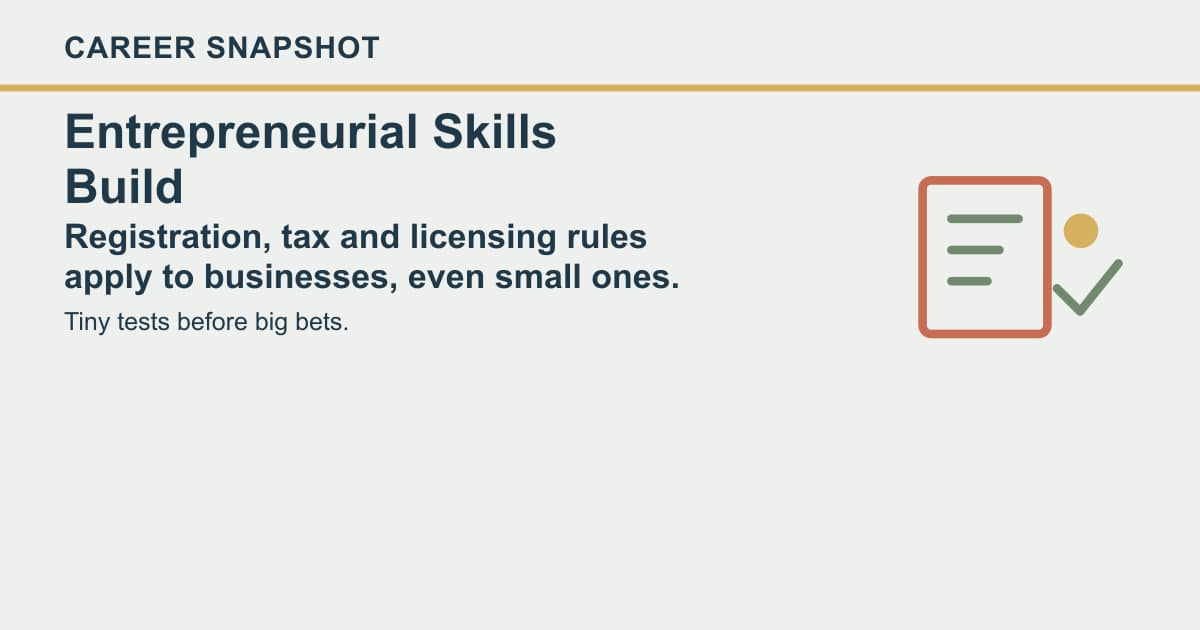 CAREER SNAPSHOT
Entrepreneurial Skills
Build
Registration, tax and licensing rules
apply to businesses, even small ones.
Tiny tests before big bets.